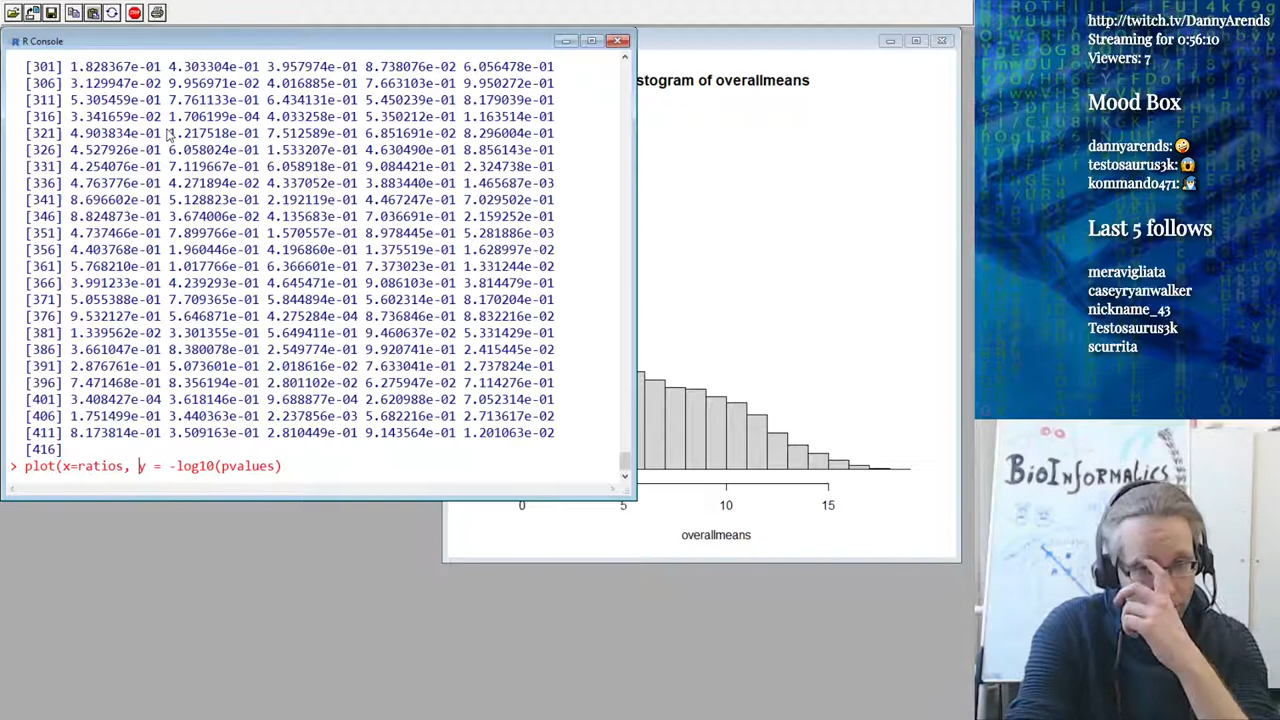 R Console
[301] 1.828367e-01 4.303304e-01 3.957974e-01 8.738076e-02 6.056478e-01
[306] 3.129947e-02 9.956971e-02 4.016885e-01 7.663103e-01 9.950272e-01
[311] 5.305459e-01 7.761133e-01 6.434131e-01 5.450239e-01 8.179039e-01
[316] 3.341659e-02 1.706199e-04 4.033258e-01 5.350212e-01 1.163514e-01
[321] 4.903834e-01 1.217518e-01 7.512589e-01 6.851691e-02 8.296004e-01
[326] 4.527926e-01 6.058024e-01 1.533207e-01 4.630490e-01 8.856143e-01
[331] 4.254076e-01 7.119667e-01 6.058918e-01 9.084421e-01 2.224738e-01
[336] 4.763776e-01 4.271894e-02 4.337052e-01 3.883440e-01 1.465687e-03
[341] 8.696602e-01 5.128823e-01 2.192119e-01 4.467247e-01 7.029502e-01
[346] 8.824873e-01 3.674006e-02 4.135683e-01 7.036691e-01 2.159252e-01
[351] 4.737466e-01 7.899766e-01 1.570557e-01 8.978445e-01 5.281886e-03
[356] 4.403768e-01 1.960446e-01 4.196860e-01 1.375519e-01 1.628997e-02
[361] 5.768210e-01 1.017766e-01 6.366601e-01 7.373023e-01 1.331244e-02
[366] 3.991233e-01 4.239293e-01 4.645471e-01 9.086103e-01 3.814479e-01
[371] 5.055388e-01 7.709365e-01 5.844894e-01 5.602314e-01 8.170204e-01
[376] 9.532127e-01 5.646871e-01 4.275284e-04 8.736846e-01 8.832216e-02
[381] 1.339562e-02 3.301355e-01 5.649411e-01 9.460637e-02 5.331429e-01
[386] 3.661047e-01 8.380078e-01 2.549774e-01 9.920741e-01 2.415445e-02
[391] 2.876761e-01 5.073601e-01 2.018616e-02 7.633041e-01 2.737824e-01
[396] 7.471468e-01 8.356194e-01 2.801102e-02 6.275947e-02 7.114276e-01
[401] 3.408427e-04 3.618146e-01 9.688877e-04 2.620988e-02 7.052314e-01
[406] 1.751499e-01 3.440363e-01 2.237856e-03 5.682216e-01 2.713617e-02
[411] 8.173814e-01 3.509163e-01 2.810449e-01 9.143564e-01 1.201063e-02
[416]
> plot(x=ratios, y = -log10(pvalues)
stogram of overallmeans
0 5 10 15
overallmeans
http://twitch.tv/DannyArends
Streaming for 0:56:10
Viewers: 7
Mood Box
dannyarends:
testosaurus3k:
kommando471:
Last 5 follows
meravigliata
caseyryanwalker
nickname_43
Testosaurus3k
scurrita
BioInformatics